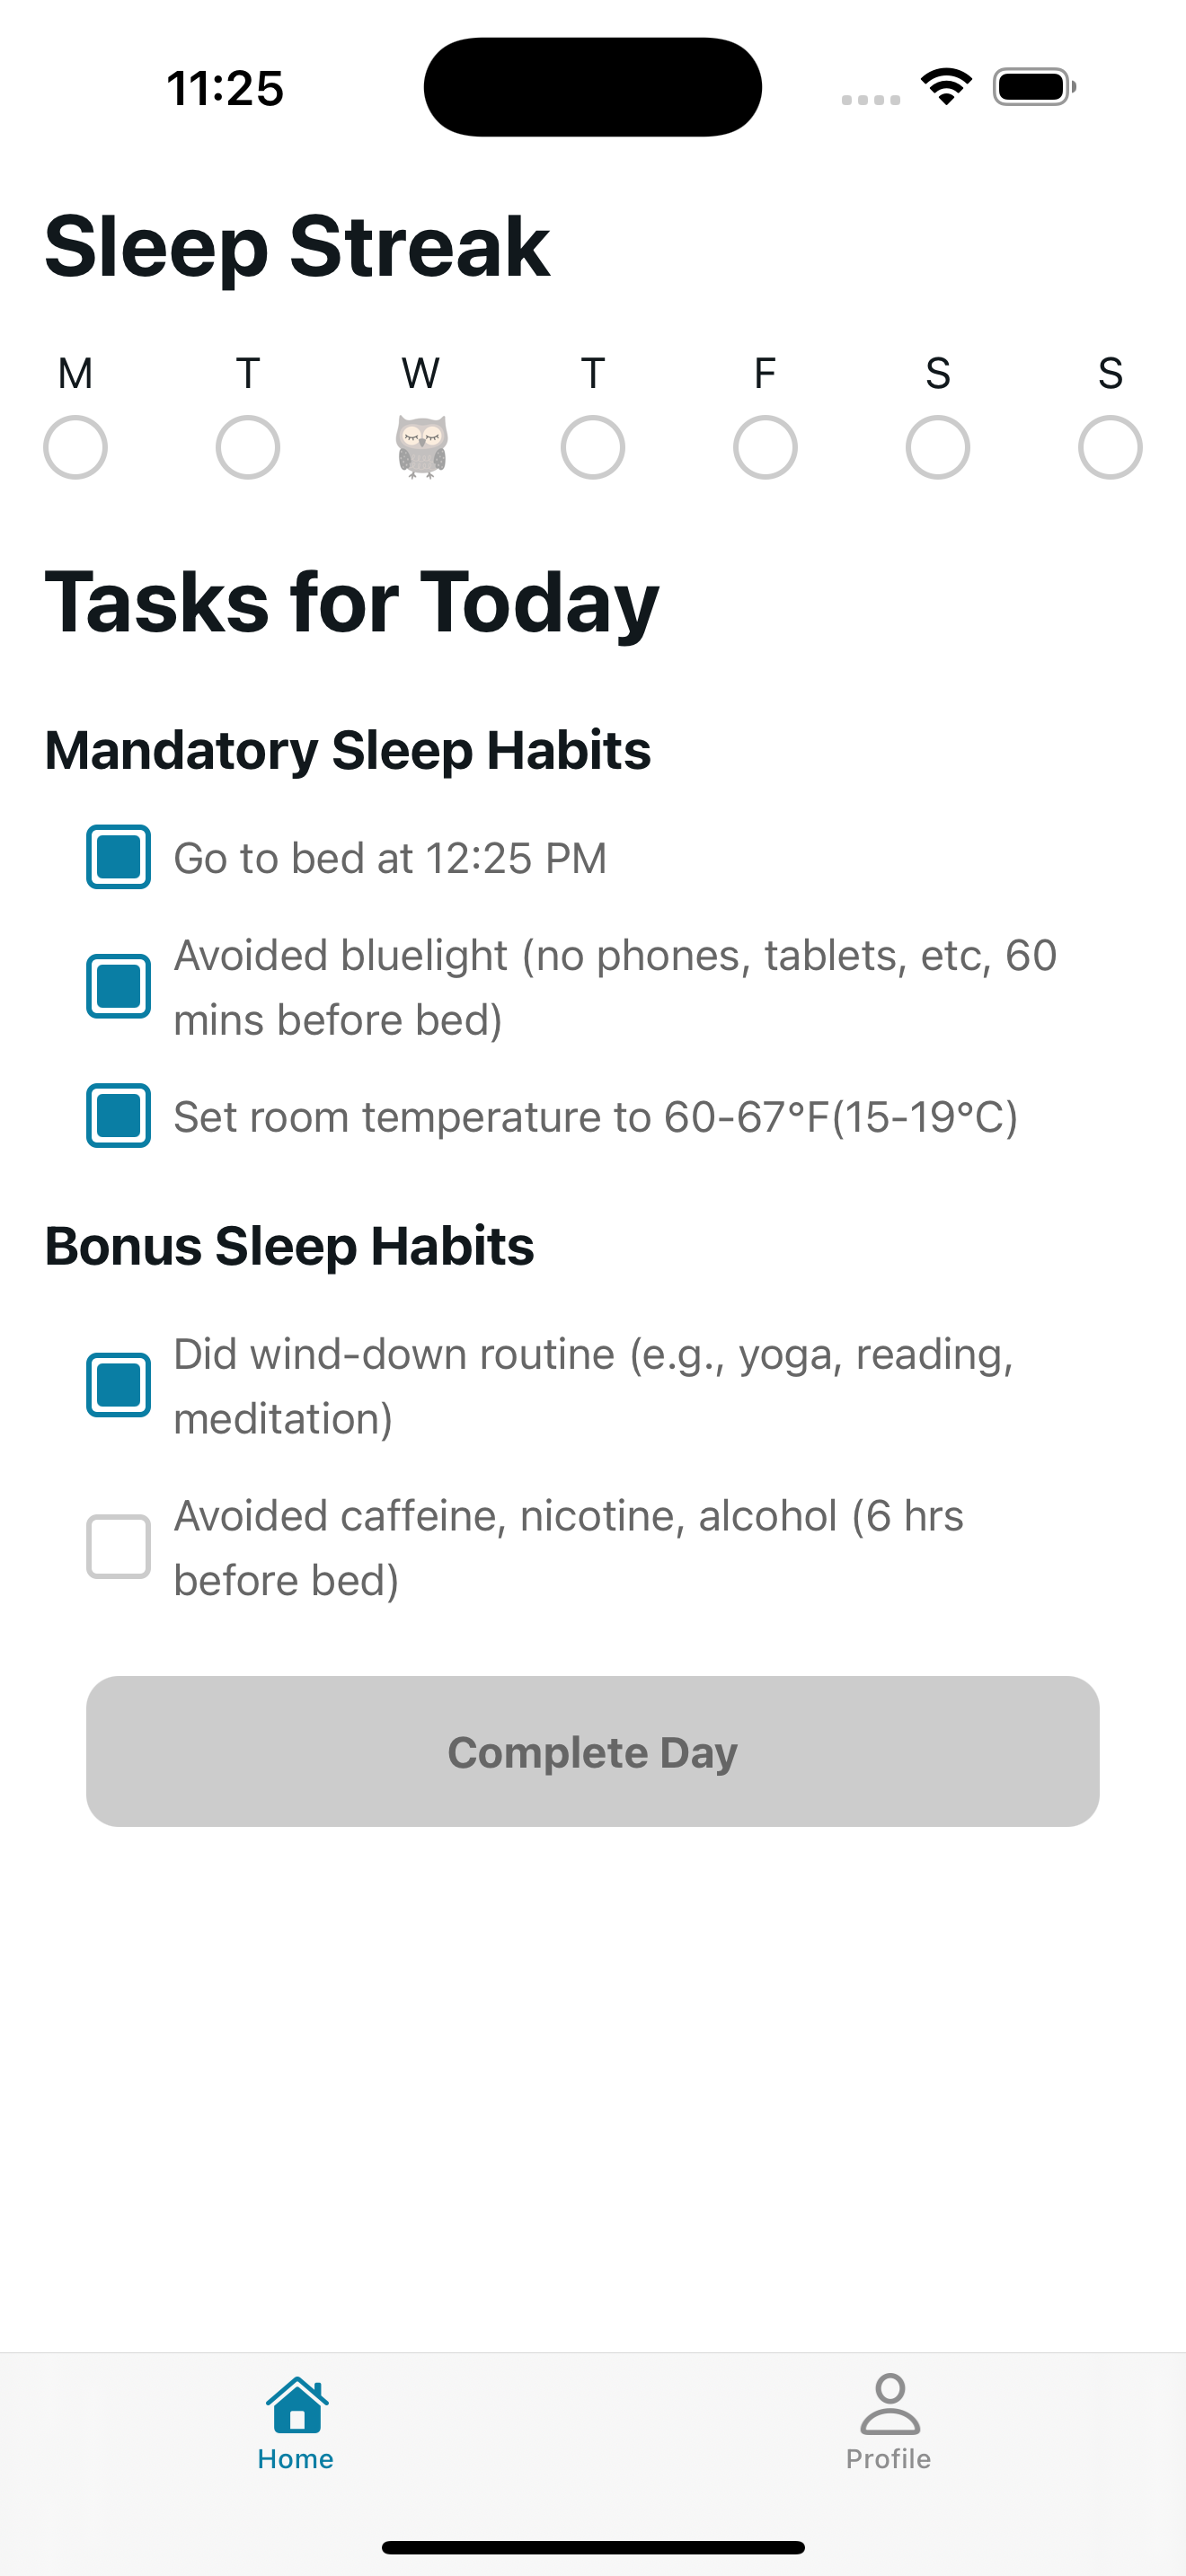 11:25
Sleep Streak
M T W T F S S
Tasks for Today
Mandatory Sleep Habits
Go to bed at 12:25 PM
Avoided bluelight (no phones, tablets, etc, 60
mins before bed)
Set room temperature to 60-67°F(15-19°C)
Bonus Sleep Habits
Did wind-down routine (e.g., yoga, reading,
meditation)
Avoided caffeine, nicotine, alcohol (6 hrs
before bed)
Complete Day
Home Profile